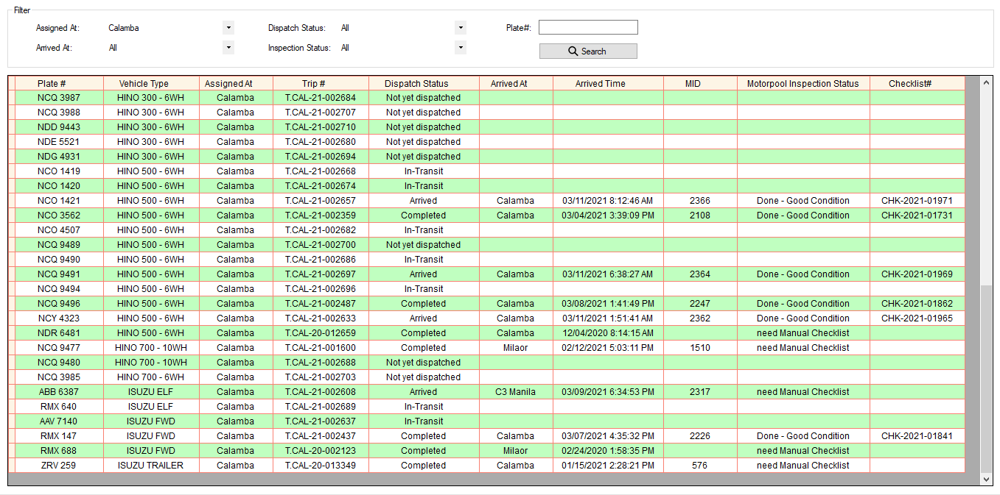 Filter
Assigned At: Calamba Dispatch Status: All Plate#:
Arrived At: All Inspection Status: All Search
Plate # Vehicle Type Assigned At Trip # Dispatch Status Arrived At Arrived Time MID Motorpool Inspection Status Checklist#
NCQ 3987 HINO 300 - 6WH Calamba T.CAL-21-002684 Not yet dispatched
NCQ 3988 HINO 300 - 6WH Calamba T.CAL-21-002707 Not yet dispatched
NDD 9443 HINO 300 - 6WH Calamba T.CAL-21-002710 Not yet dispatched
NDE 5521 HINO 300 - 6WH Calamba T.CAL-21-002680 Not yet dispatched
NDG 4931 HINO 300 - 6WH Calamba T.CAL-21-002694 Not yet dispatched
NCO 1419 HINO 500 - 6WH Calamba T.CAL-21-002668 In-Transit
NCO 1420 HINO 500 - 6WH Calamba T.CAL-21-002674 In-Transit
NCO 1421 HINO 500 - 6WH Calamba T.CAL-21-002657 Arrived Calamba 03/11/2021 8:12:46 AM 2366 Done - Good Condition CHK-2021-01971
NCO 3562 HINO 500 - 6WH Calamba T.CAL-21-002359 Completed Calamba 03/04/2021 3:39:09 PM 2108 Done - Good Condition CHK-2021-01731
NCO 4507 HINO 500 - 6WH Calamba T.CAL-21-002682 In-Transit
NCQ 9489 HINO 500 - 6WH Calamba T.CAL-21-002700 Not yet dispatched
NCQ 9490 HINO 500 - 6WH Calamba T.CAL-21-002686 In-Transit
NCQ 9491 HINO 500 - 6WH Calamba T.CAL-21-002697 Arrived Calamba 03/11/2021 6:38:27 AM 2364 Done - Good Condition CHK-2021-01969
NCQ 9494 HINO 500 - 6WH Calamba T.CAL-21-002696 In-Transit
NCQ 9496 HINO 500 - 6WH Calamba T.CAL-21-002487 Completed Calamba 03/08/2021 1:41:49 PM 2247 Done - Good Condition CHK-2021-01862
NCY 4323 HINO 500 - 6WH Calamba T.CAL-21-002633 Arrived Calamba 03/11/2021 1:51:41 AM 2362 Done - Good Condition CHK-2021-01965
NDR 6481 HINO 500 - 6WH Calamba T.CAL-20-012659 Completed Calamba 12/04/2020 8:14:15 AM need Manual Checklist
NCQ 9477 HINO 700 - 10WH Calamba T.CAL-21-001600 Completed Milaor 02/12/2021 5:03:11 PM 1510 need Manual Checklist
NCQ 9480 HINO 700 - 10WH Calamba T.CAL-21-002688 Not yet dispatched
NCQ 3985 HINO 700 - 6WH Calamba T.CAL-21-002703 Not yet dispatched
ABB 6387 ISUZU ELF Calamba T.CAL-21-002608 Arrived C3 Manila 03/09/2021 6:34:53 PM 2317 need Manual Checklist
RMX 640 ISUZU ELF Calamba T.CAL-21-002689 In-Transit
AAV 7140 ISUZU FWD Calamba T.CAL-21-002637 In-Transit
RMX 147 ISUZU FWD Calamba T.CAL-21-002437 Completed Calamba 03/07/2021 4:35:32 PM 2226 Done - Good Condition CHK-2021-01841
RMX 688 ISUZU FWD Calamba T.CAL-20-002123 Completed Milaor 02/24/2020 1:58:35 PM need Manual Checklist
ZRV 259 ISUZU TRAILER Calamba T.CAL-20-013349 Completed Calamba 01/15/2021 2:28:21 PM 576 need Manual Checklist